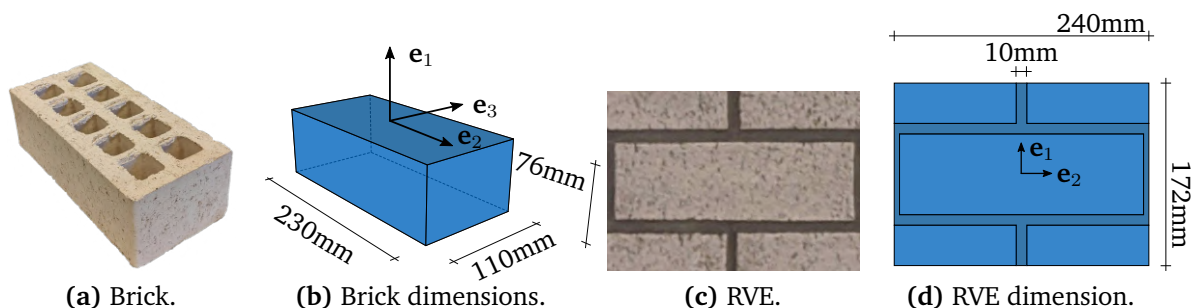 240mm
10mm
e₁
e₃
e₂
76mm
230mm
110mm
e₁
e₂
172mm
(a) Brick.
(b) Brick dimensions.
(c) RVE.
(d) RVE dimension.